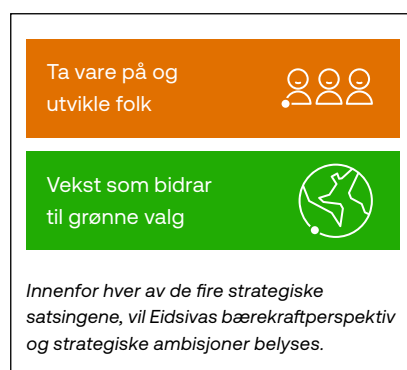 Ta vare på og
utvikle folk
Vekst som bidrar
til grønne valg
Innenfor hver av de fire strategiske
satsingene, vil Eidsivas bærekraftperspektiv
og strategiske ambisjoner belyses.